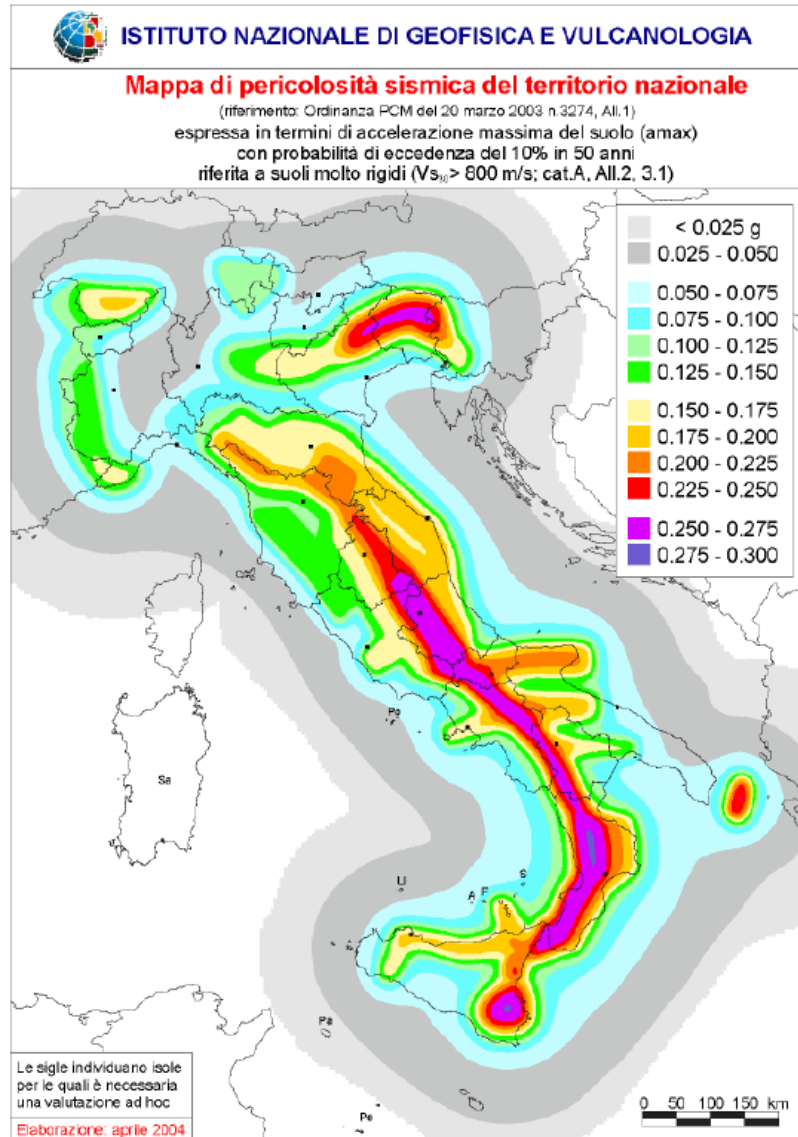 ISTITUTO NAZIONALE DI GEOFISICA E VULCANOLOGIA
Mappa di pericolosità sismica del territorio nazionale
(riferimento: Ordinanza PCM del 20 marzo 2003 n.3274, All.1)
espressa in termini di accelerazione massima del suolo (amax)
con probabilità di eccedenza del 10% in 50 anni
riferita a suoli molto rigidi (Vs₃₀> 800 m/s; cat.A, All.2, 3.1)
< 0.025 g
0.025 - 0.050
0.050 - 0.075
0.075 - 0.100
0.100 - 0.125
0.125 - 0.150
0.150 - 0.175
0.175 - 0.200
0.200 - 0.225
0.225 - 0.250
0.250 - 0.275
0.275 - 0.300
Po
Sa
U
A
F
S
Pa
Pe
Le sigle individuano isole
per le quali è necessaria
una valutazione ad hoc
Elaborazione: aprile 2004
0 50 100 150 km